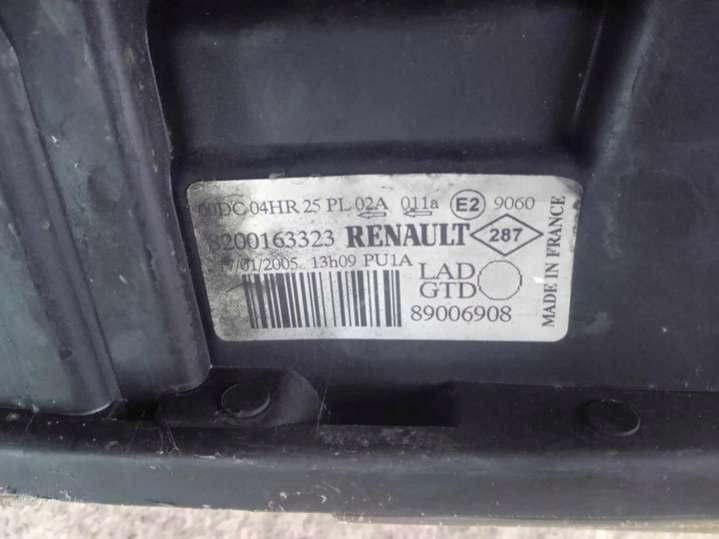 00DC 04HR 25 PL 02A 011a E2 9060
8200163323 RENAULT 287
/01/2005 13h09 PU1A
LAD
GTD
89006908
MADE IN FRANCE